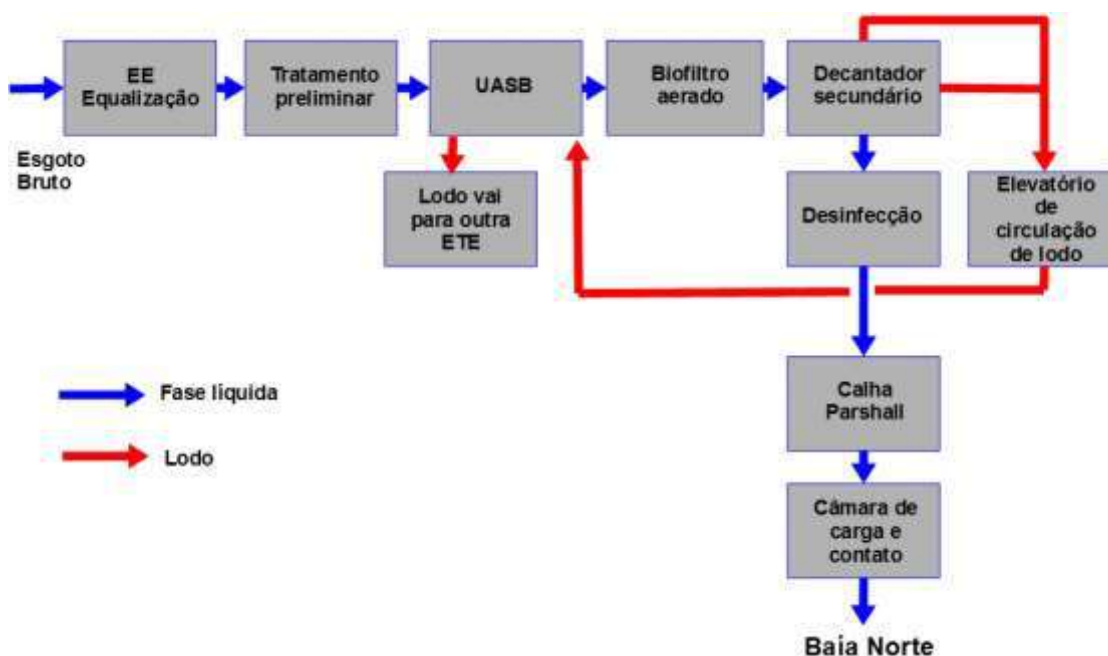 EE
Equalização
Tratamento
preliminar
UASB
Biofiltro
aerado
Decantador
secundário
Esgoto
Bruto
Lodo vai
para outra
ETE
Desinfecção
Elevatório
de
circulação
de lodo
Calha
Parshall
Fase líquida
Lodo
Câmara de
carga e
contato
Baia Norte